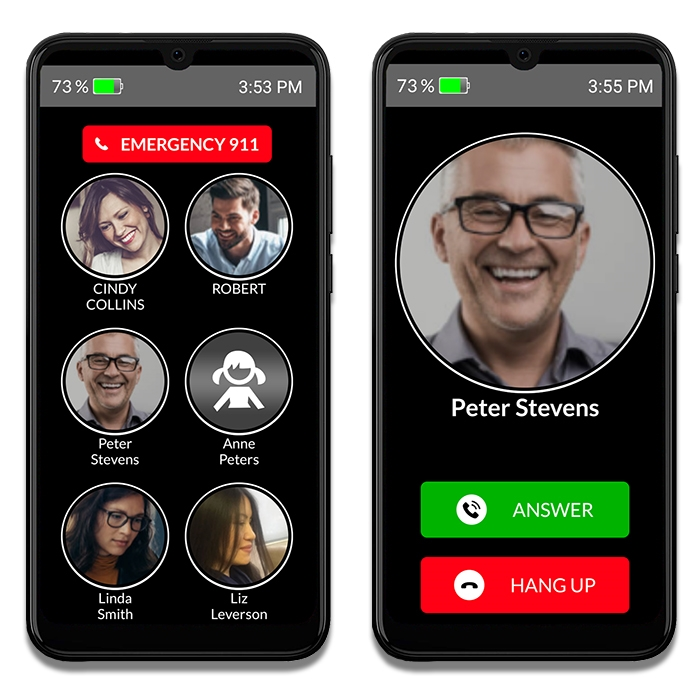 73 %
3:53 PM
EMERGENCY 911
CINDY
COLLINS
ROBERT
Peter
Stevens
Anne
Peters
Linda
Smith
Liz
Leverson
73 %
3:55 PM
Peter Stevens
ANSWER
HANG UP